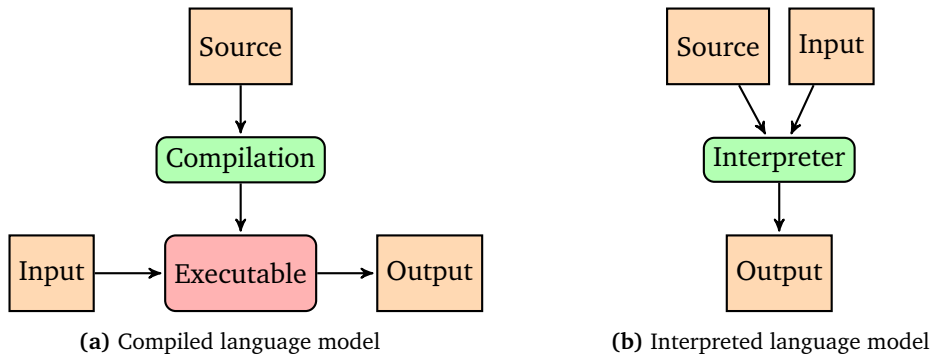 Source
Compilation
Input
Executable
Output
(a) Compiled language model
Source
Input
Interpreter
Output
(b) Interpreted language model